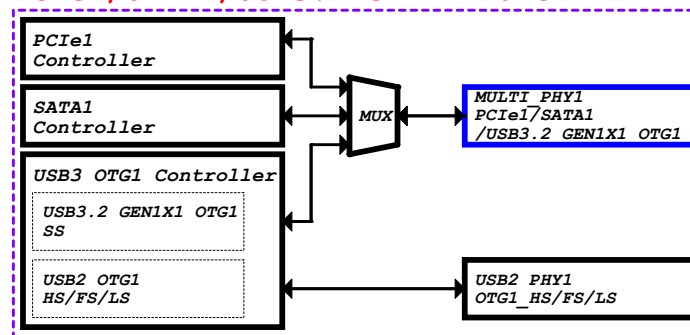 PCIe1
Controller
SATA1
Controller
USB3 OTG1 Controller
USB3.2 GEN1X1 OTG1
SS
USB2 OTG1
HS/FS/LS
MUX
MULTI_PHY1
PCIe1/SATA1
/USB3.2 GEN1X1 OTG1
USB2 PHY1
OTG1_HS/FS/LS